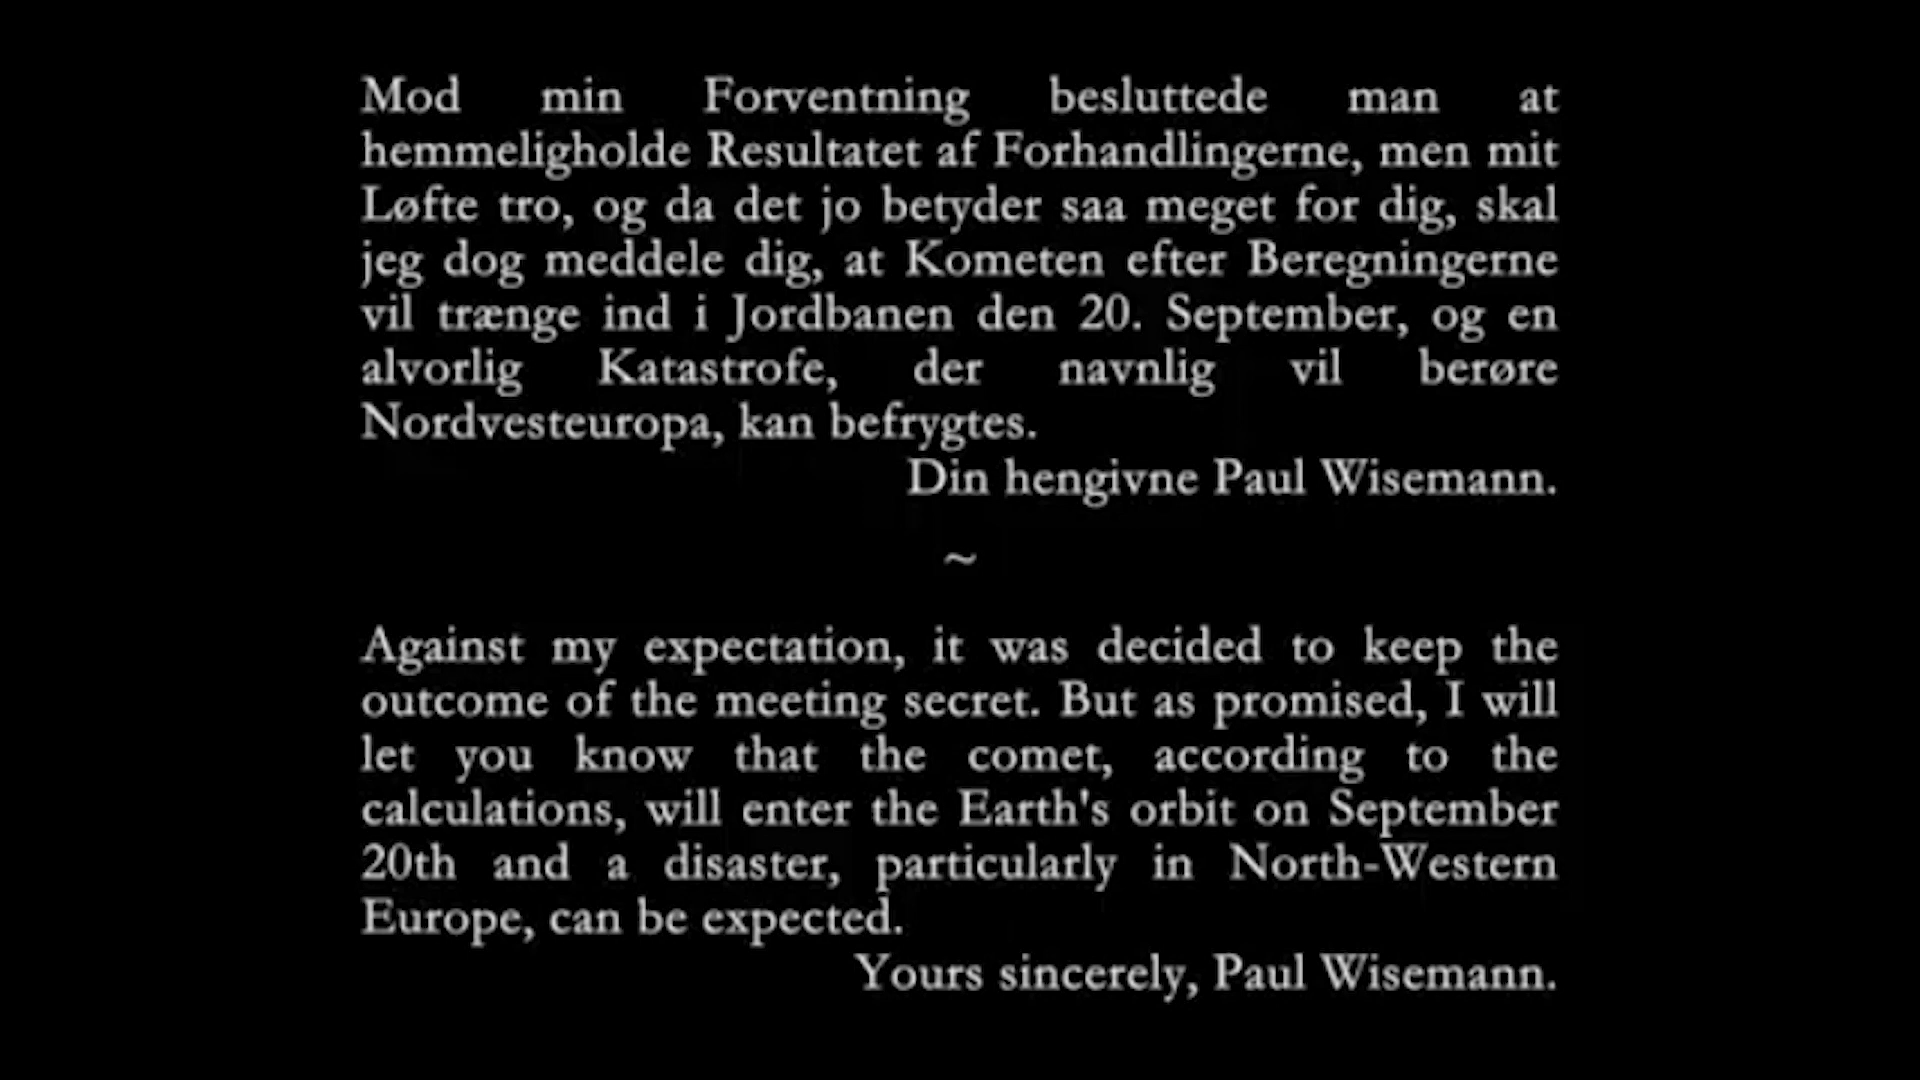 Mod min Forventning besluttede man at
hemmeligholde Resultatet af Forhandlingerne, men mit
Løfte tro, og da det jo betyder saa meget for dig, skal
jeg dog meddele dig, at Kometen efter Beregningerne
vil trænge ind i Jordbanen den 20. September, og en
alvorlig Katastrofe, der navnlig vil berøre
Nordvesteuropa, kan befrygtes.
Din hengivne Paul Wisemann.
~
Against my expectation, it was decided to keep the
outcome of the meeting secret. But as promised, I will
let you know that the comet, according to the
calculations, will enter the Earth's orbit on September
20th and a disaster, particularly in North-Western
Europe, can be expected.
Yours sincerely, Paul Wisemann.